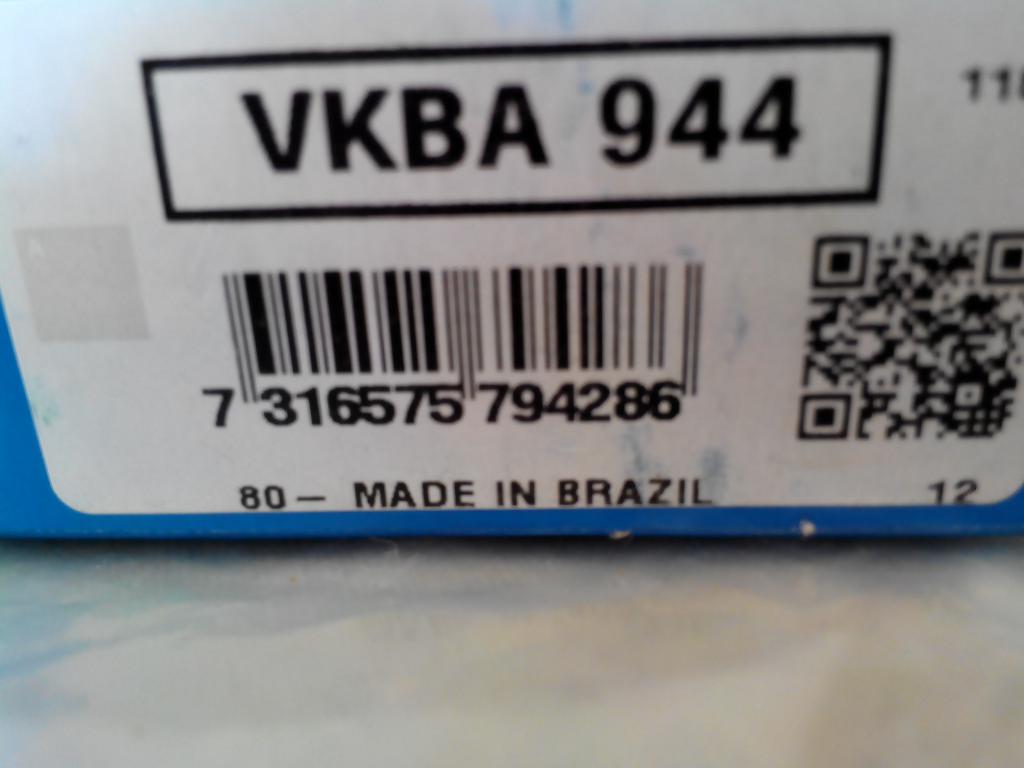 VKBA 944
7 316575 794286
80 — MADE IN BRAZIL
12